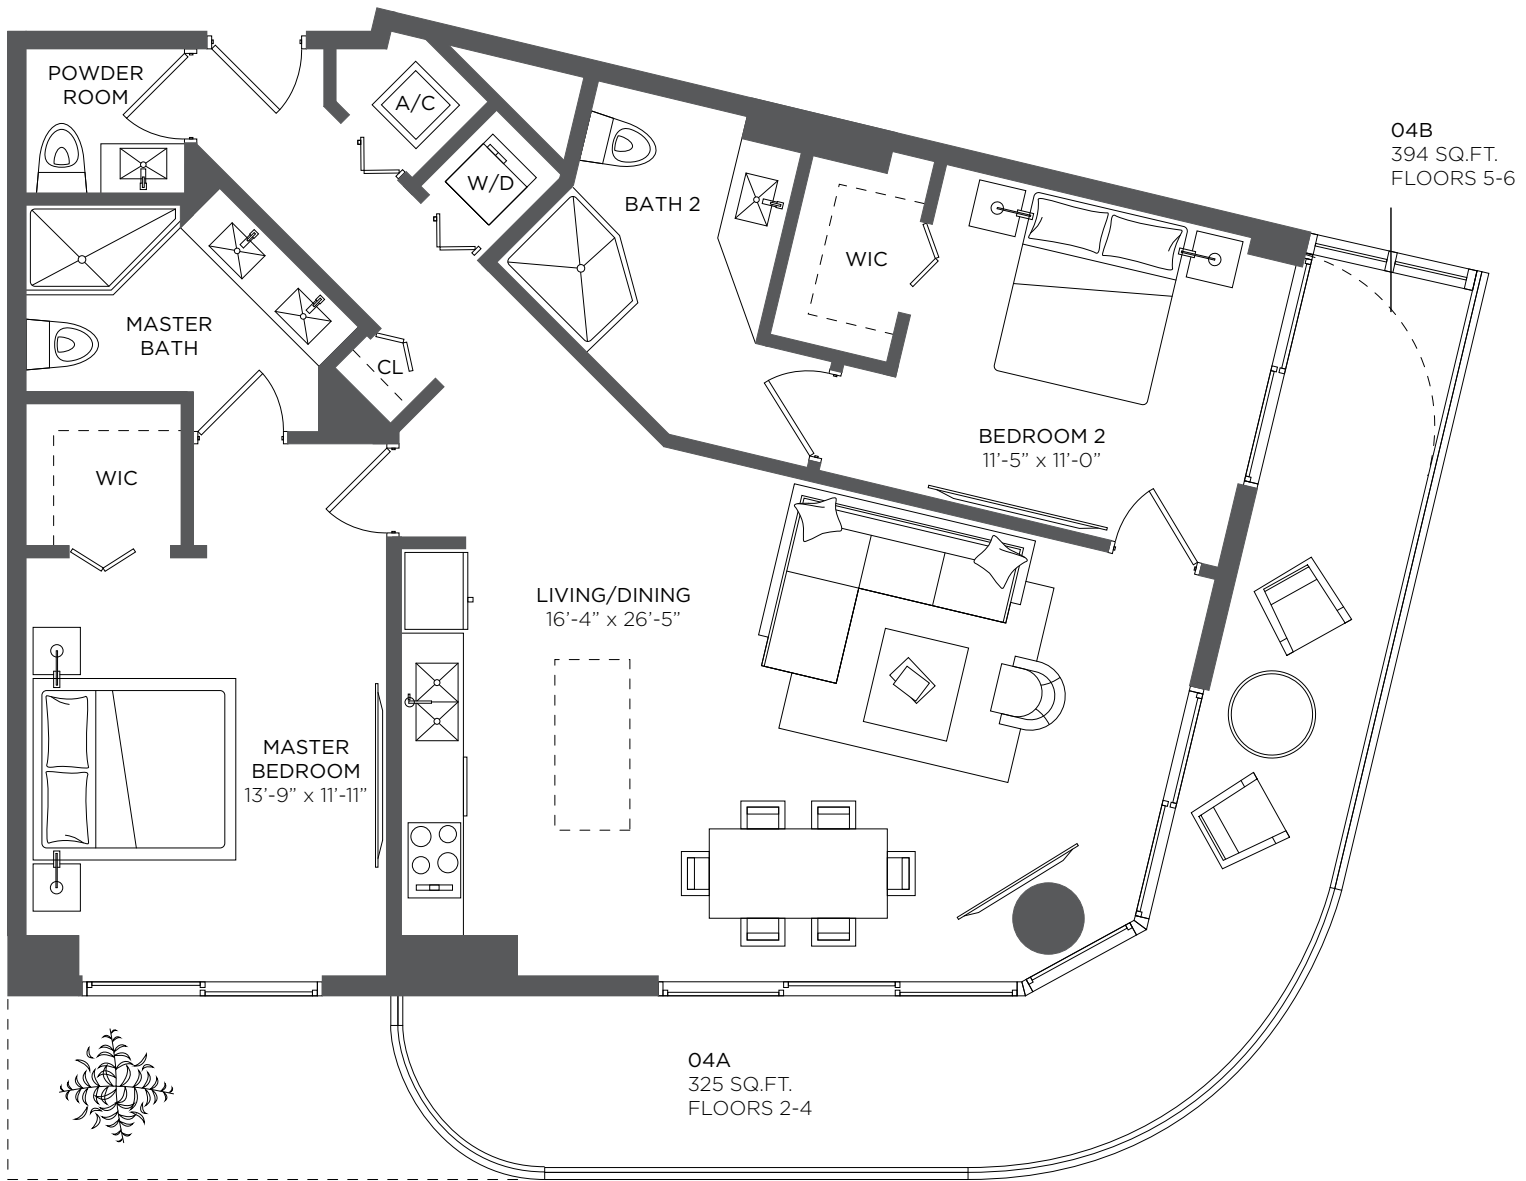 POWDER
ROOM
A/C
W/D
BATH 2
WIC
04B
394 SQ.FT.
FLOORS 5-6
MASTER
BATH
CL
BEDROOM 2
11’-5” x 11’-0”
WIC
LIVING/DINING
16’-4” x 26’-5”
MASTER
BEDROOM
13’-9” x 11’-11”
04A
325 SQ.FT.
FLOORS 2-4